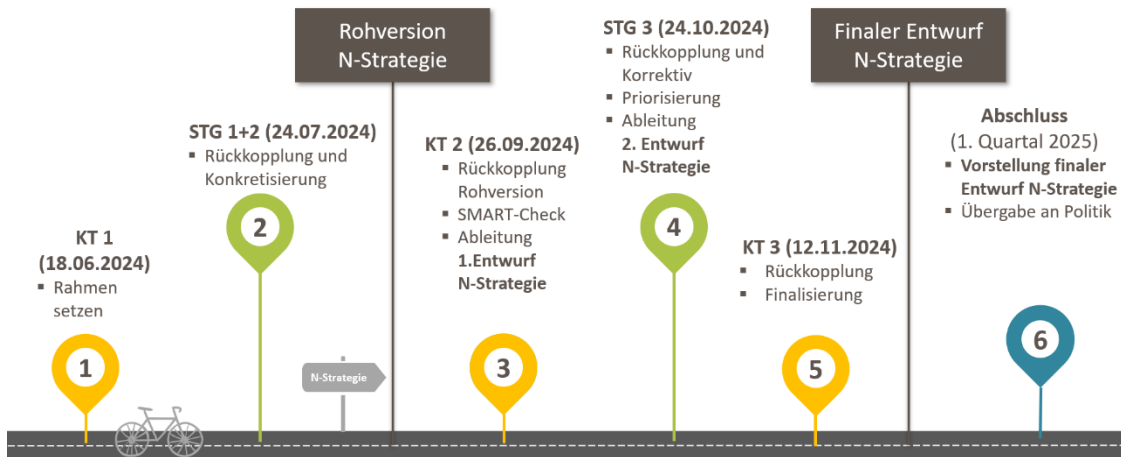 KT 1
(18.06.2024)
▪ Rahmen
setzen
1
STG 1+2 (24.07.2024)
▪ Rückkopplung und
Konkretisierung
2
Rohversion
N-Strategie
N-Strategie
KT 2 (26.09.2024)
▪ Rückkopplung
Rohversion
▪ SMART-Check
▪ Ableitung
1.Entwurf
N-Strategie
3
STG 3 (24.10.2024)
▪ Rückkopplung und
Korrektiv
▪ Priorisierung
▪ Ableitung
2. Entwurf
N-Strategie
4
KT 3 (12.11.2024)
▪ Rückkopplung
▪ Finalisierung
5
Finaler Entwurf
N-Strategie
Abschluss
(1. Quartal 2025)
▪ Vorstellung finaler
Entwurf N-Strategie
▪ Übergabe an Politik
6